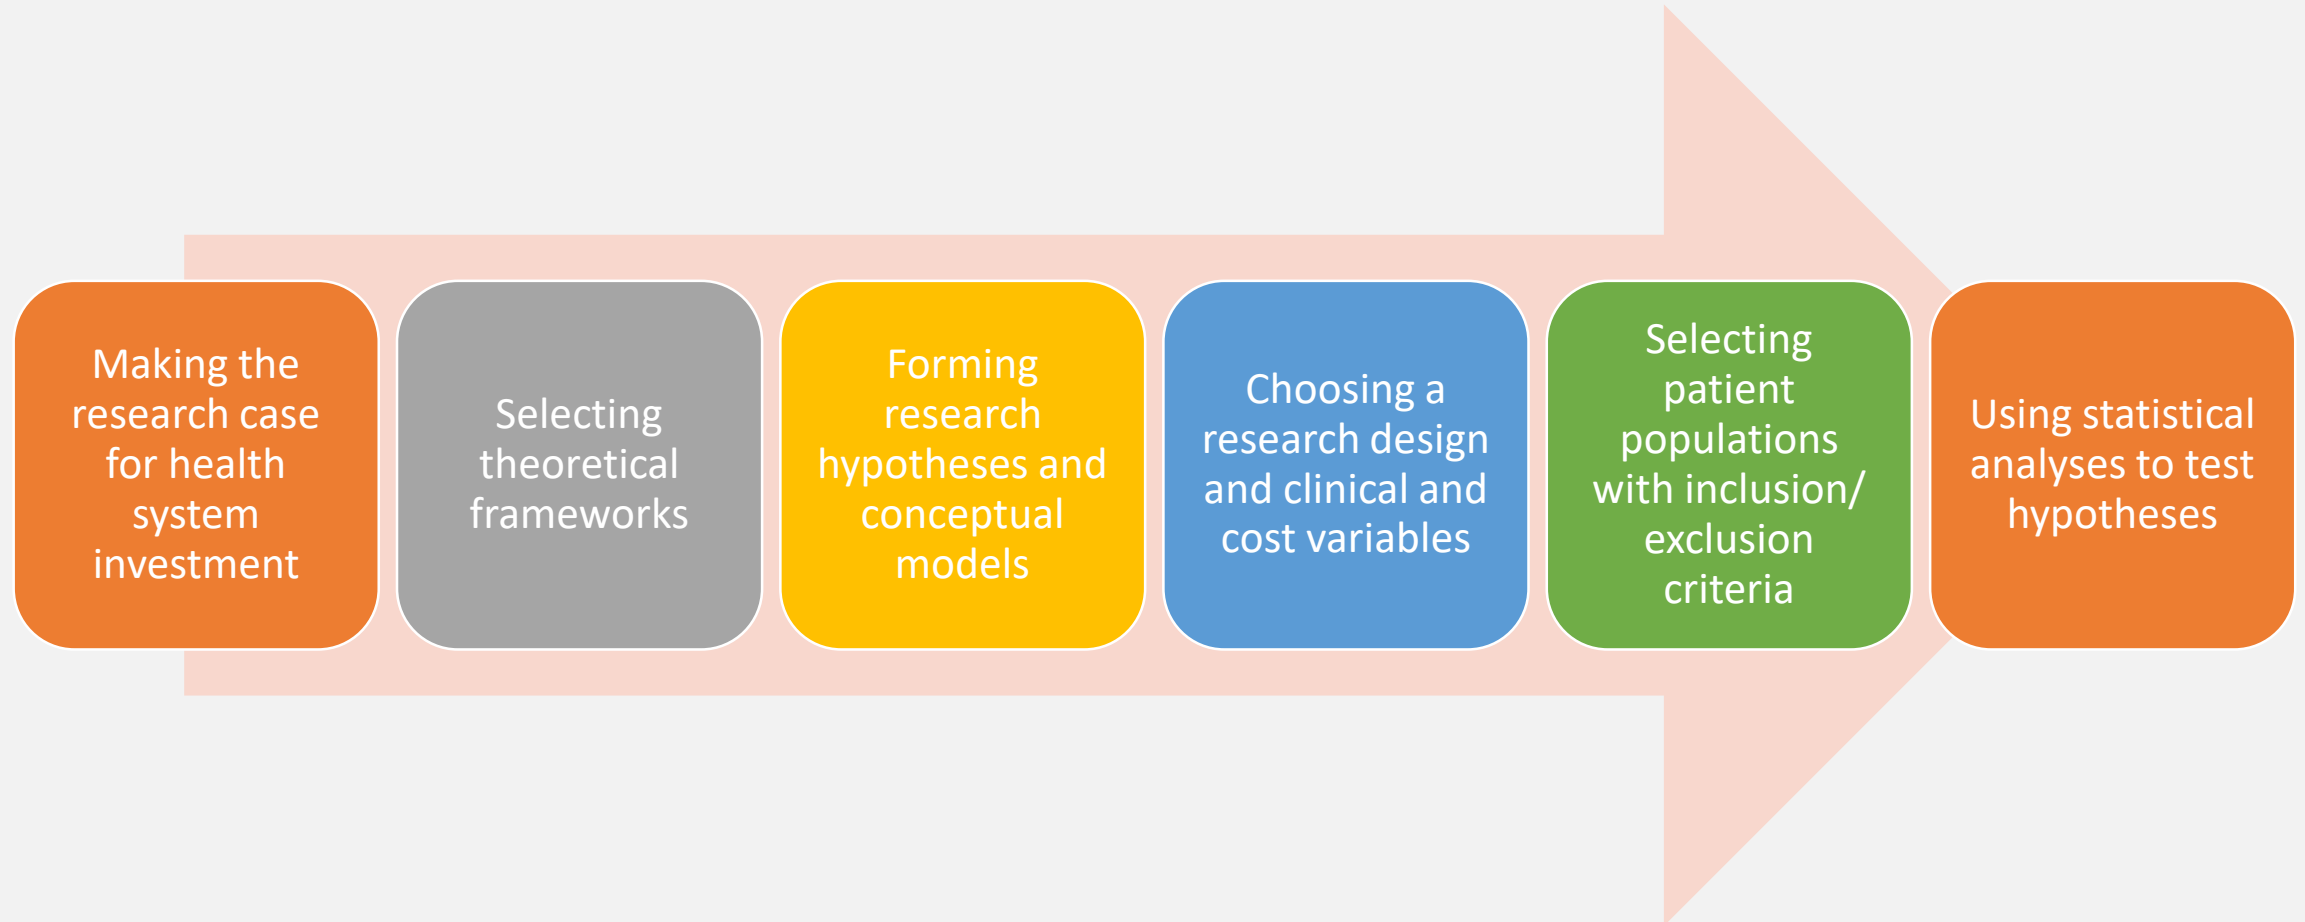 Making the
research case
for health
system
investment
Selecting
theoretical
frameworks
Forming
research
hypotheses and
conceptual
models
Choosing a
research design
and clinical and
cost variables
Selecting
patient
populations
with inclusion/
exclusion
criteria
Using statistical
analyses to test
hypotheses